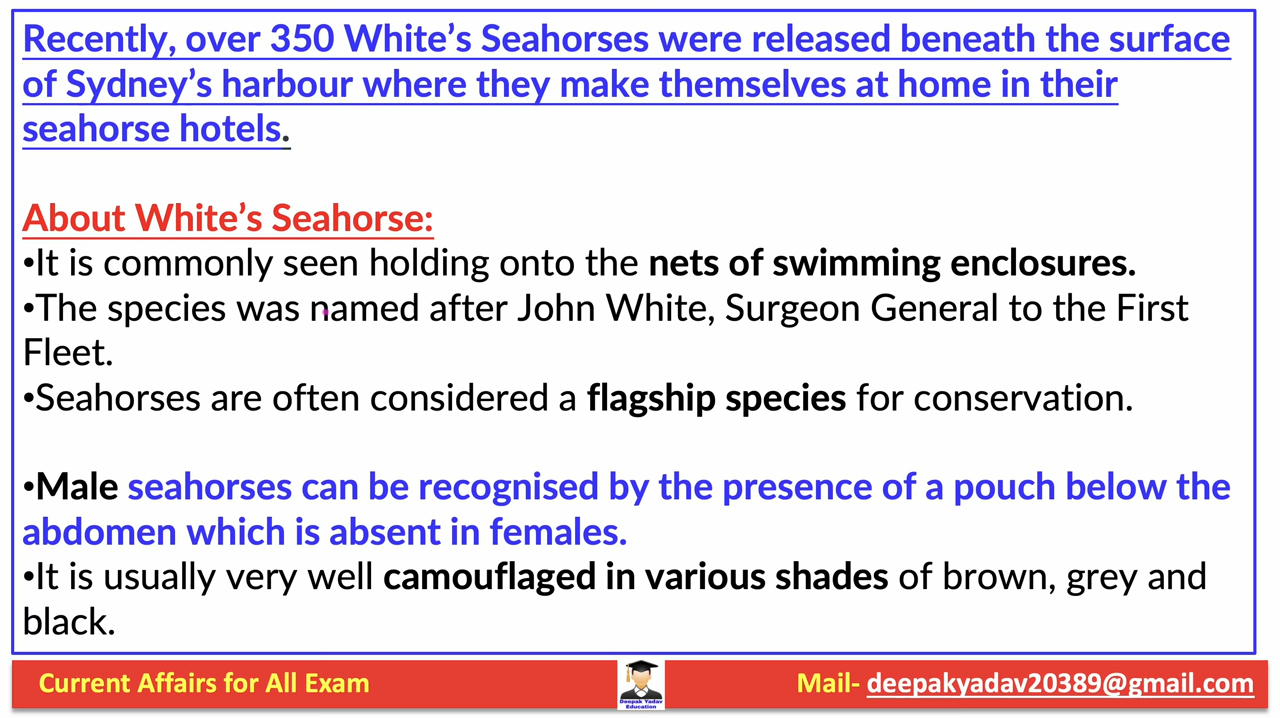 Recently, over 350 White’s Seahorses were released beneath the surface
of Sydney’s harbour where they make themselves at home in their
seahorse hotels.
About White’s Seahorse:
•It is commonly seen holding onto the nets of swimming enclosures.
•The species was named after John White, Surgeon General to the First
Fleet.
•Seahorses are often considered a flagship species for conservation.
•Male seahorses can be recognised by the presence of a pouch below the
abdomen which is absent in females.
•It is usually very well camouflaged in various shades of brown, grey and
black.
Current Affairs for All Exam
Deepak Yadav
Education
Mail- deepakyadav20389@gmail.com